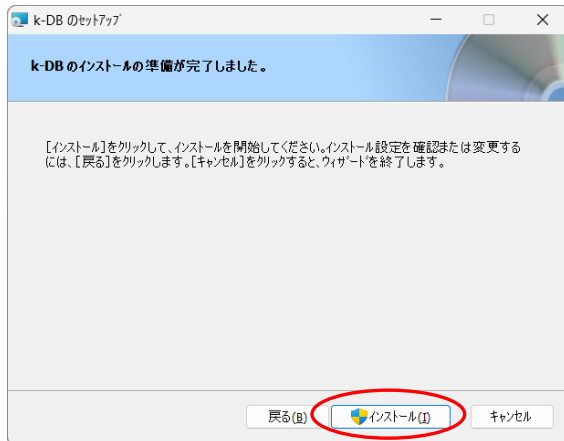 k-DB のセットアップ
k-DB のインストールの準備が完了しました。
[インストール]をクリックして、インストールを開始してください。インストール設定を確認または変更する
には、[戻る]をクリックします。[キャンセル]をクリックすると、ウィザードを終了します。
戻る(B) インストール(I) キャンセル